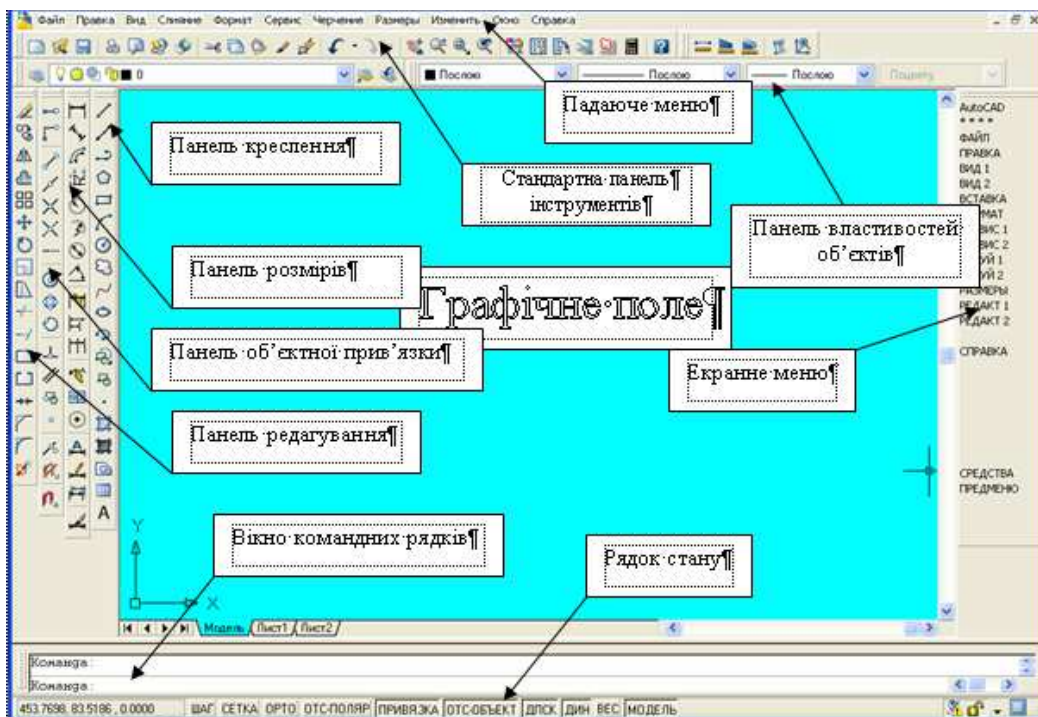 Файл Правка Вид Слияние Формат Сервис Черчение Размеры Изменить Окно Справка
0
Послою
Послою
Послою
Падаюче·меню¶
Панель·креслення¶
Стандартна·панель¶
інструментів¶
Панель·властивостей
об’єктів¶
Панель·розмірів¶
Графічне·поле¶
Панель·об’єктної·прив’язки¶
Екранне·меню¶
Панель·редагування¶
Вікно·командних·рядків¶
Рядок·стану¶
AutoCAD
* * * *
ФАЙЛ
ПРАВКА
ВИД 1
ВИД 2
ВСТАВКА
РАЗМЕРЫ
РЕДАКТ 1
РЕДАКТ 2
СПРАВКА
СРЕДСТВА
ПРЕДМЕНЮ
Y
X
Модель Лист1 Лист2
Команда:
Команда:
453.7698, 83.5186 , 0.0000 ШАГ СЕТКА ОРТО ОТС-ПОЛЯР ПРИВЯЗКА ОТС-ОБЪЕКТ ДПСК ДИН ВЕС МОДЕЛЬ